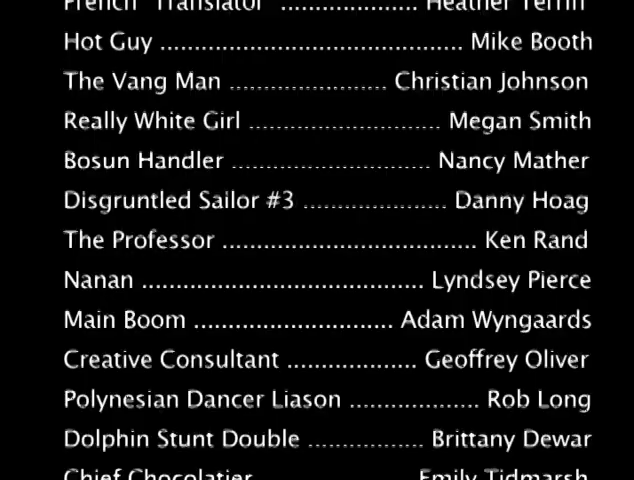 French "Translator" .................... Heather Terrin
Hot Guy ............................................ Mike Booth
The Vang Man ....................... Christian Johnson
Really White Girl ............................ Megan Smith
Bosun Handler ............................. Nancy Mather
Disgruntled Sailor #3 ..................... Danny Hoag
The Professor ..................................... Ken Rand
Nanan ......................................... Lyndsey Pierce
Main Boom ............................. Adam Wyngaards
Creative Consultant ................... Geoffrey Oliver
Polynesian Dancer Liason ................... Rob Long
Dolphin Stunt Double ................. Brittany Dewar
Chief Chocolatier Emily Tidmarsh